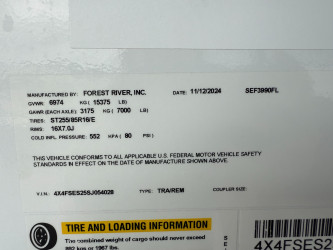 MANUFACTURED BY: FOREST RIVER, INC. DATE: 11/12/2024 SEF3990FL
GVWR: 6974 KG ( 15375 LB)
GAWR (EACH AXLE): 3175 KG ( 7000 LB)
TIRES: ST255/85R16/E
RIMS: 16X7.0J
COLD INFL. PRESSURE: 552 KPA ( 80 PSI)
THIS VEHICLE CONFORMS TO ALL APPLICABLE U.S. FEDERAL MOTOR VEHICLE SAFETY
STANDARDS IN EFFECT ON THE DATE OF MANUFACTURE SHOWN ABOVE.
V.I.N.: 4X4FSES25SJ054028 TYPE: TRA/REM COUPLER SIZE:
TIRE AND LOADING INFORMATION
The combined weight of cargo should never exceed
4X4FSES2